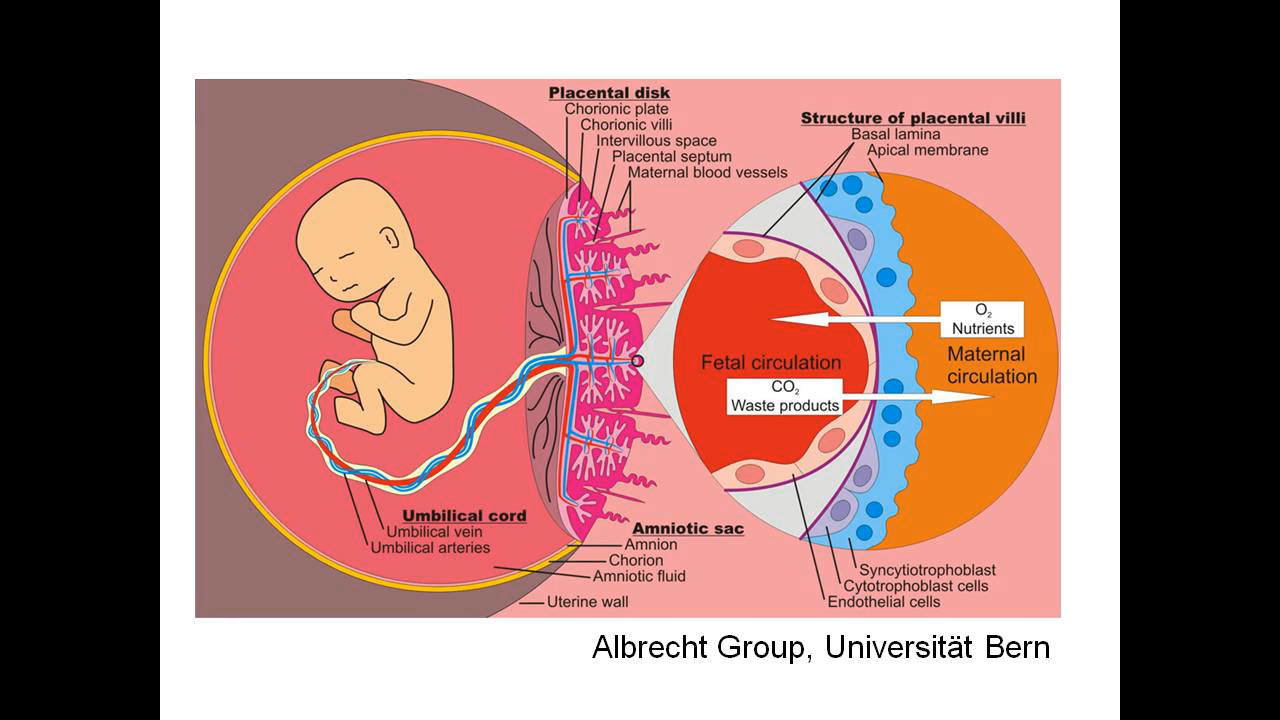 Placental disk
Chorionic plate
Chorionic villi
Intervillous space
Placental septum
Maternal blood vessels
Structure of placental villi
Basal lamina
Apical membrane
O₂
Nutrients
Maternal
circulation
Fetal circulation
CO₂
Waste products
Umbilical cord
Umbilical vein
Umbilical arteries
Amniotic sac
Amnion
Chorion
Amniotic fluid
Uterine wall
Syncytiotrophoblast
Cytotrophoblast cells
Endothelial cells
Albrecht Group, Universität Bern